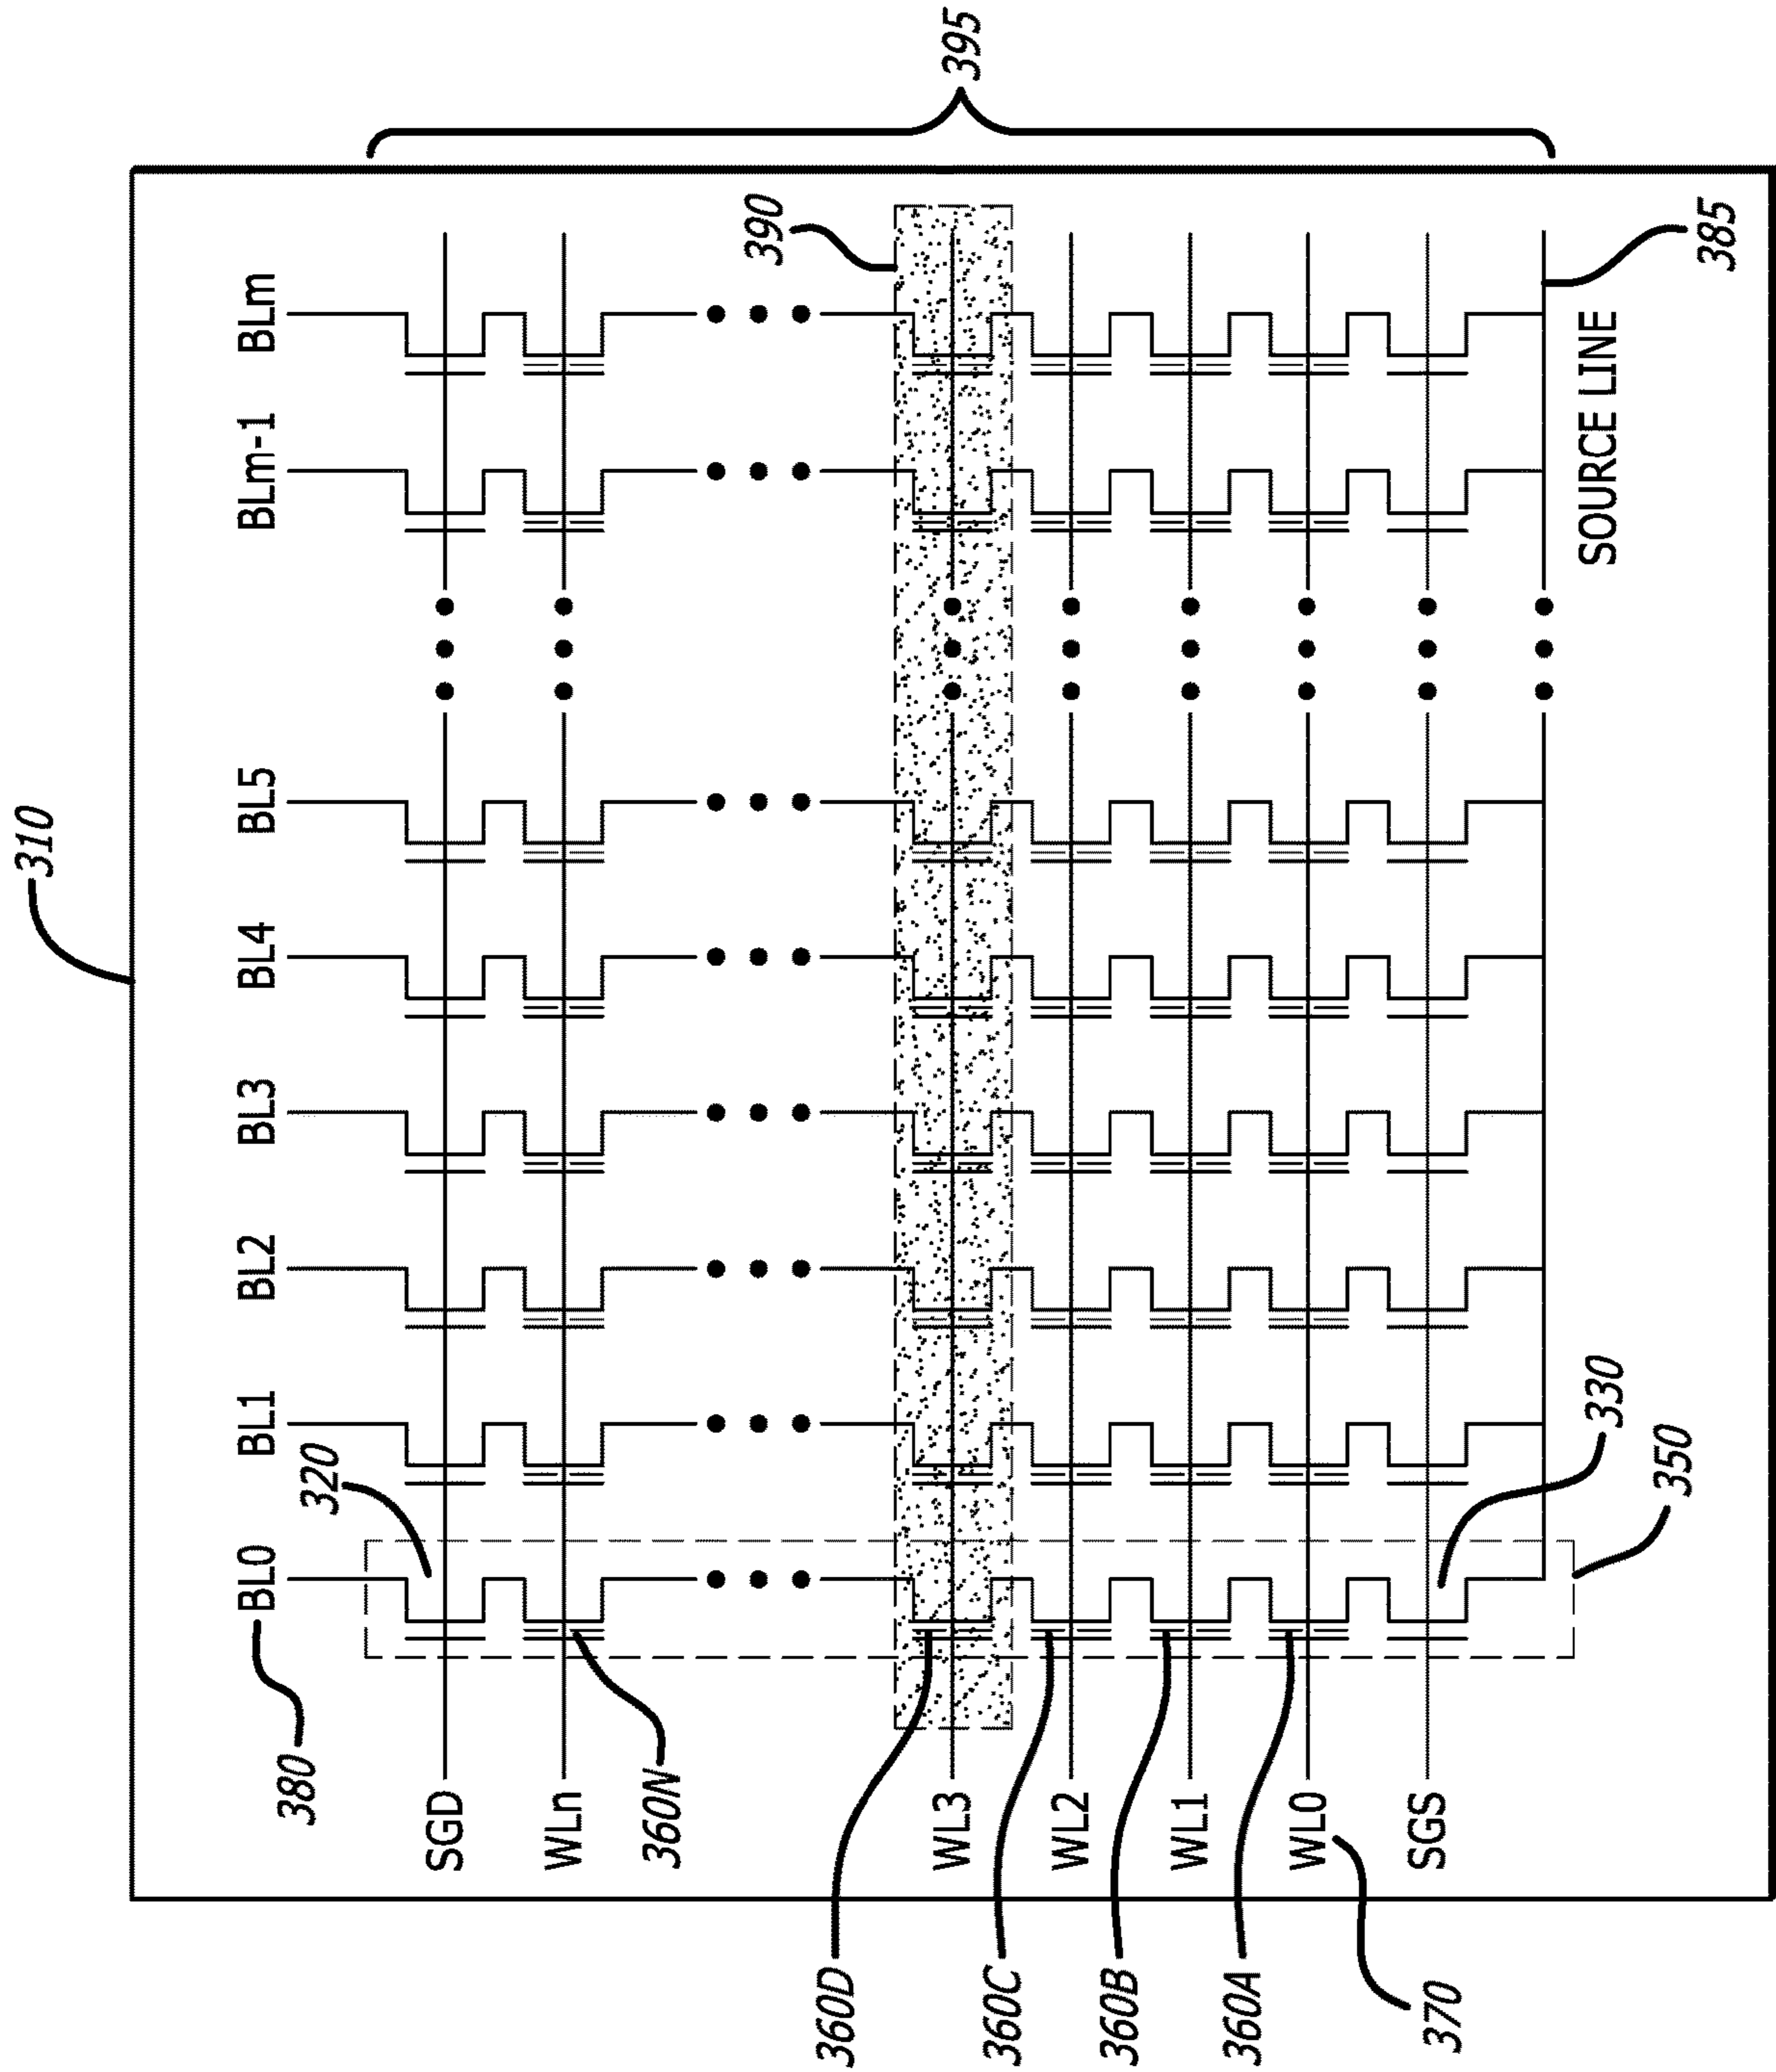 310
380
BL0
BL1
BL2
BL3
BL4
BL5
BLm-1
BLm
320
SGD
WLn
360N
390
395
WL3
360D
WL2
360C
WL1
360B
WL0
360A
370
SGS
330
350
SOURCE LINE
385